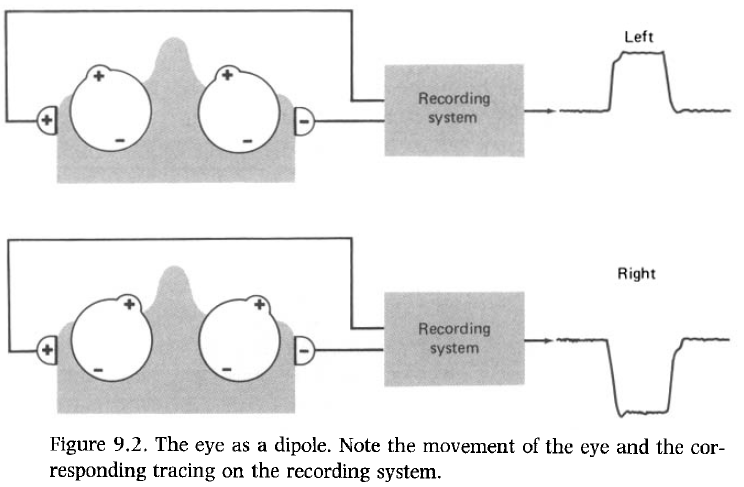 Left
+ + + - - - Recording
system
Right
+ + + - - - Recording
system
Figure 9.2. The eye as a dipole. Note the movement of the eye and the cor-
responding tracing on the recording system.